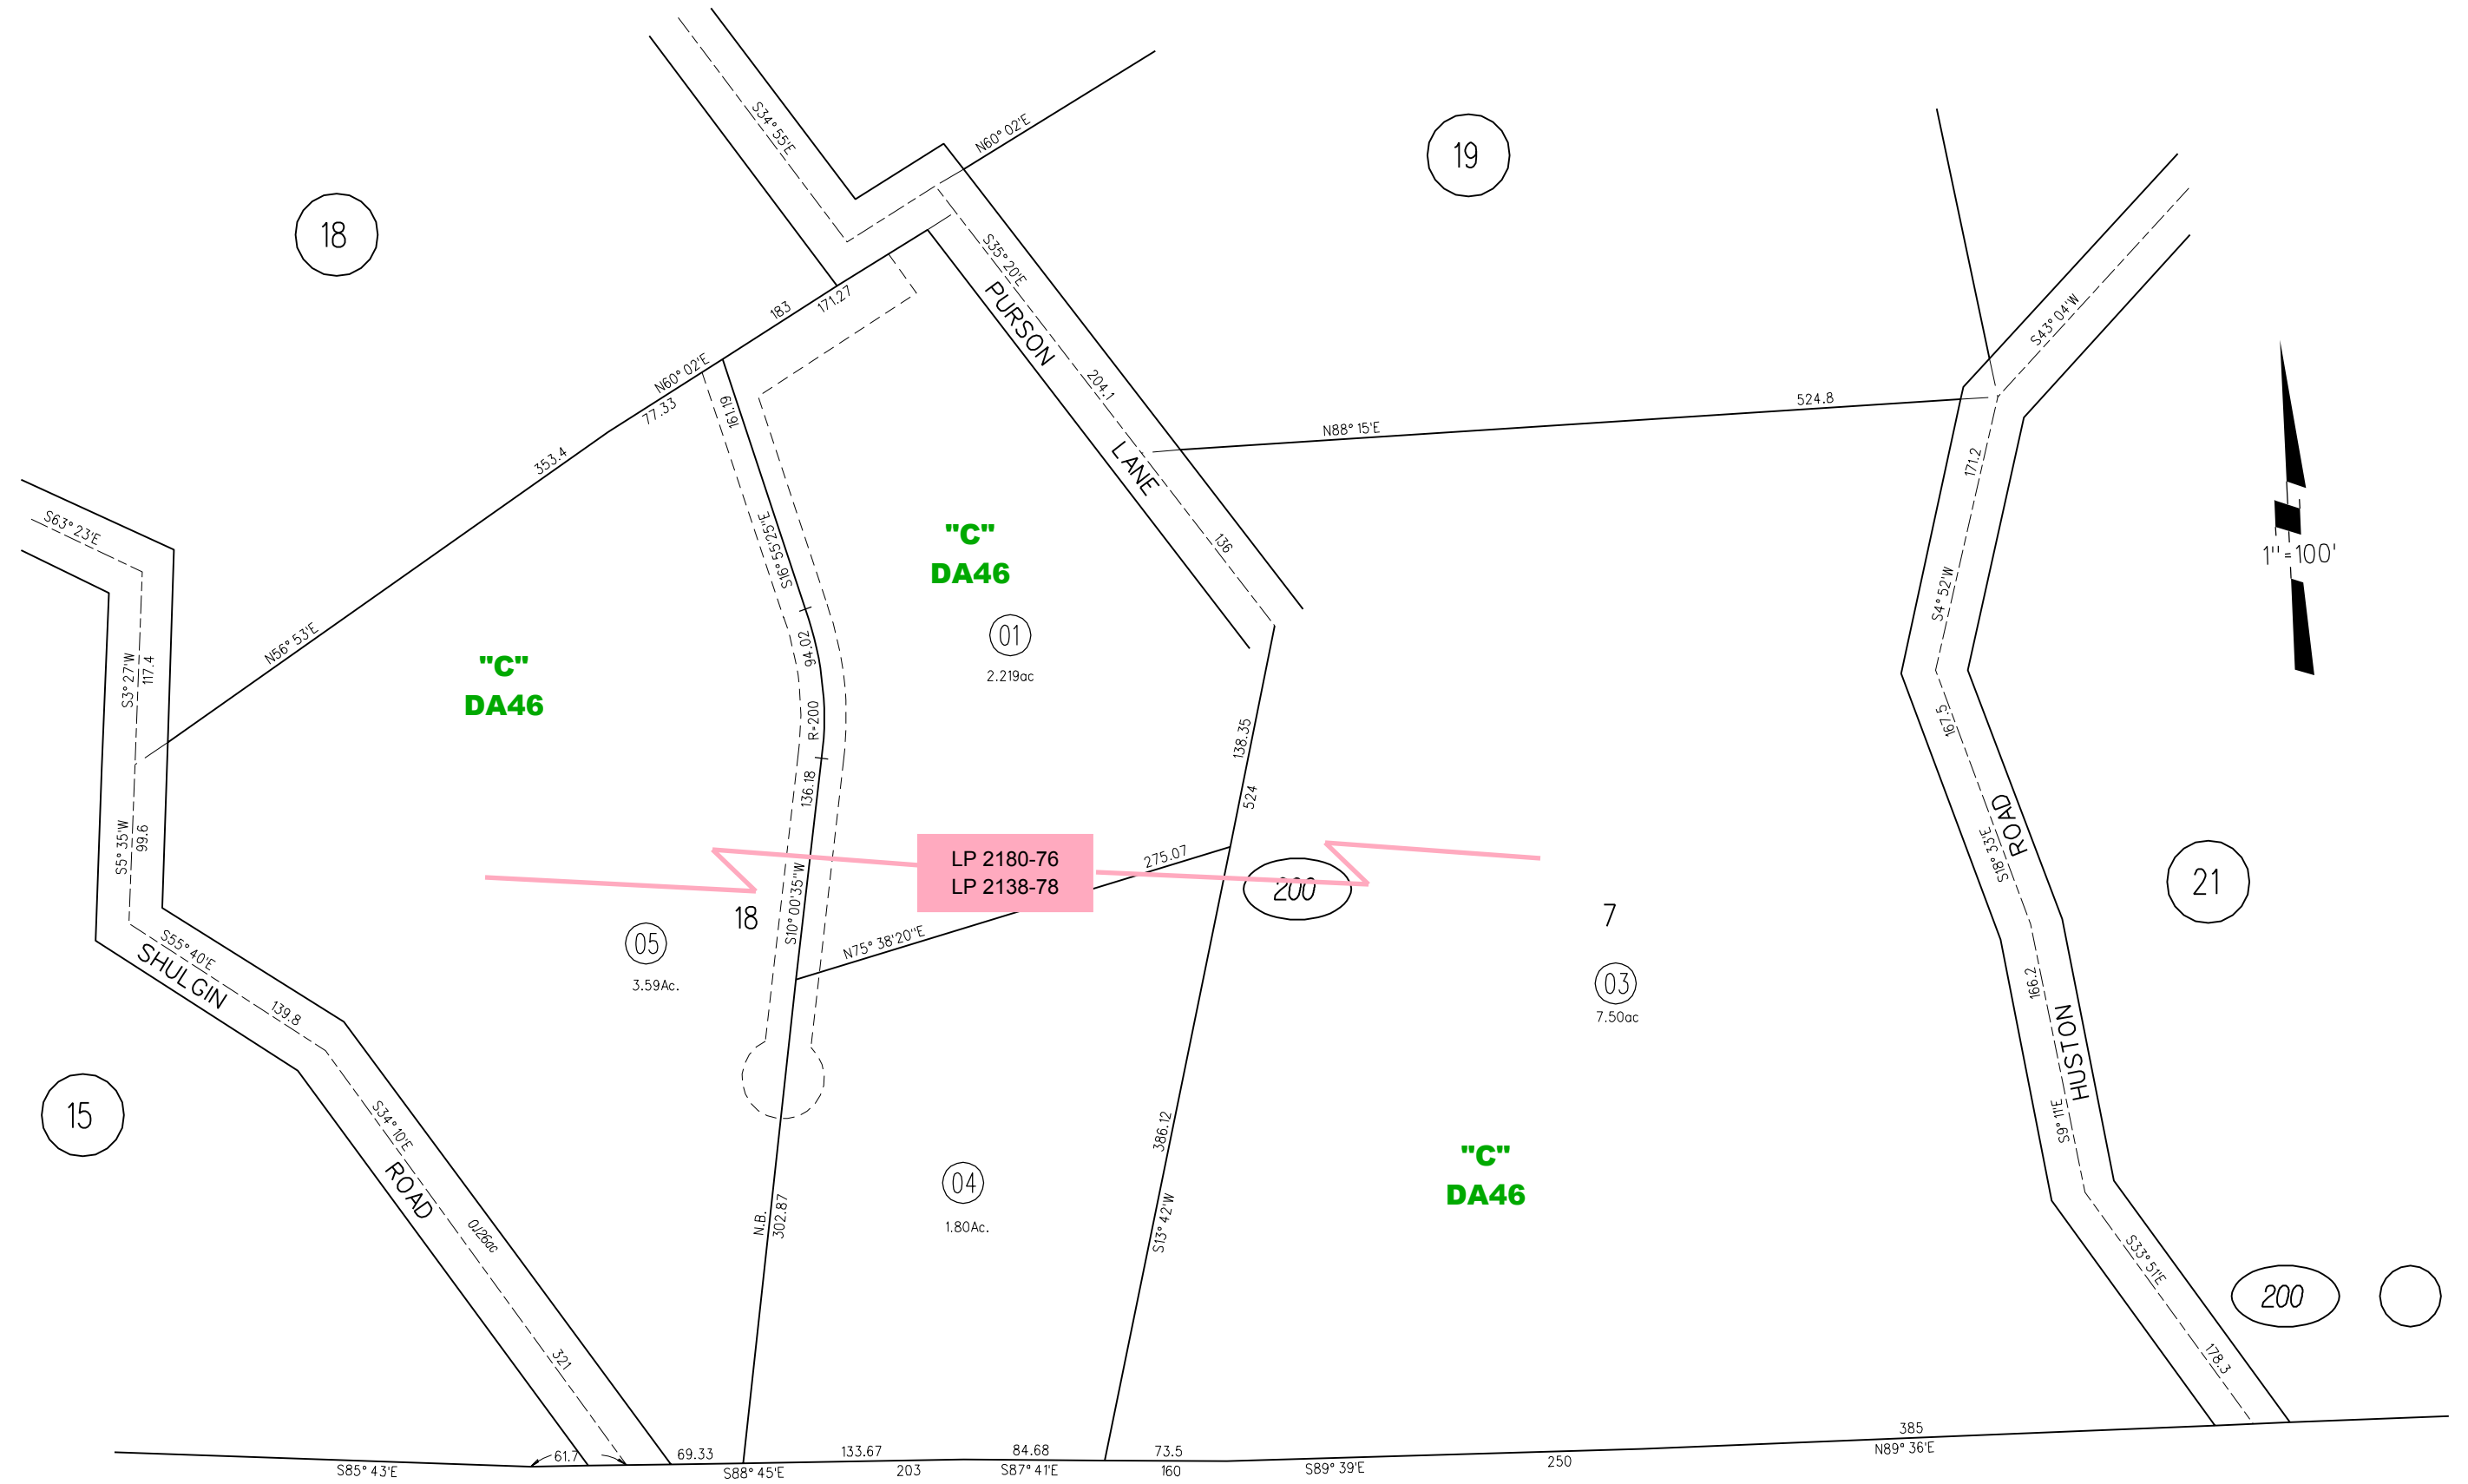 S34° 55'E
N60° 02'E
19
18
S35° 20'E
PURSON
LANE
204.1
136
183
171.27
N60° 02'E
77.33
353.4
N56° 53'E
161.19
S16° 55'25"E
94.02
R=200
136.18
S10° 00'35"W
N88° 15'E
524.8
S43° 04'W
171.2
S4° 52'W
167.5
S18° 33'E
ROAD
166.2
HUSTON
S9° 11'E
S33° 51'E
178.3
1"=100'
S63° 23'E
S3° 27'W
117.4
S5° 35'W
99.6
S55° 40'E
SHULGIN
139.8
S34° 10'E
ROAD
0.126ac
321
"C"
DA46
"C"
DA46
01
2.219ac
138.35
524
LP 2180-76
LP 2138-78
275.07
N75° 38'20"E
200
18
05
3.59Ac.
7
03
7.50ac
21
15
04
1.80Ac.
N.B.
302.87
386.12
S13° 42'W
"C"
DA46
200
61.7
69.33
133.67
84.68
73.5
385
S85° 43'E
S88° 45'E
203
S87° 41'E
160
S89° 39'E
250
N89° 36'E